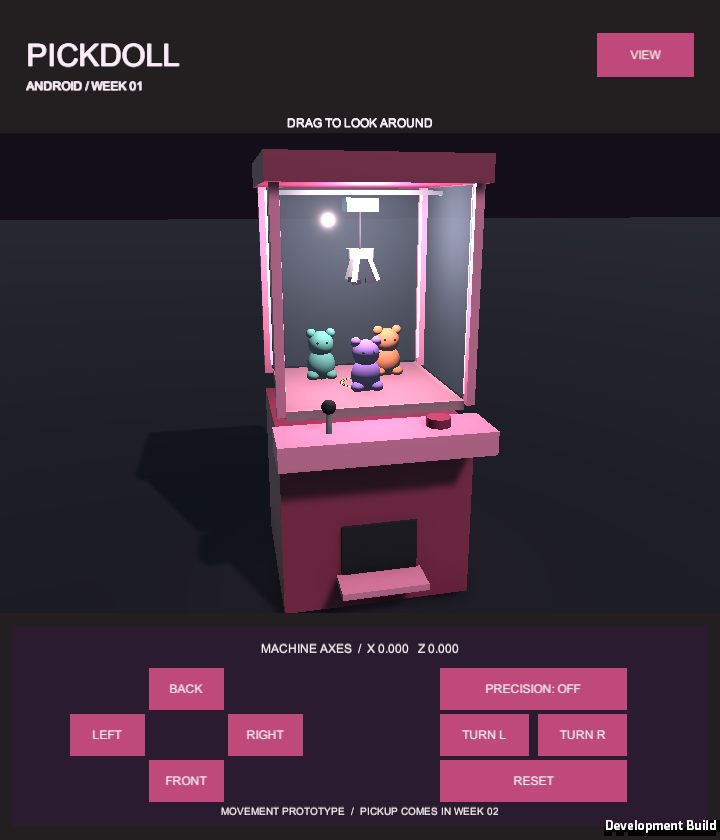 PICKDOLL
VIEW
ANDROID / WEEK 01
DRAG TO LOOK AROUND
MACHINE AXES / X 0.000 Z 0.000
BACK
PRECISION: OFF
LEFT
RIGHT
TURN L
TURN R
FRONT
RESET
MOVEMENT PROTOTYPE / PICKUP COMES IN WEEK 02
Development Build